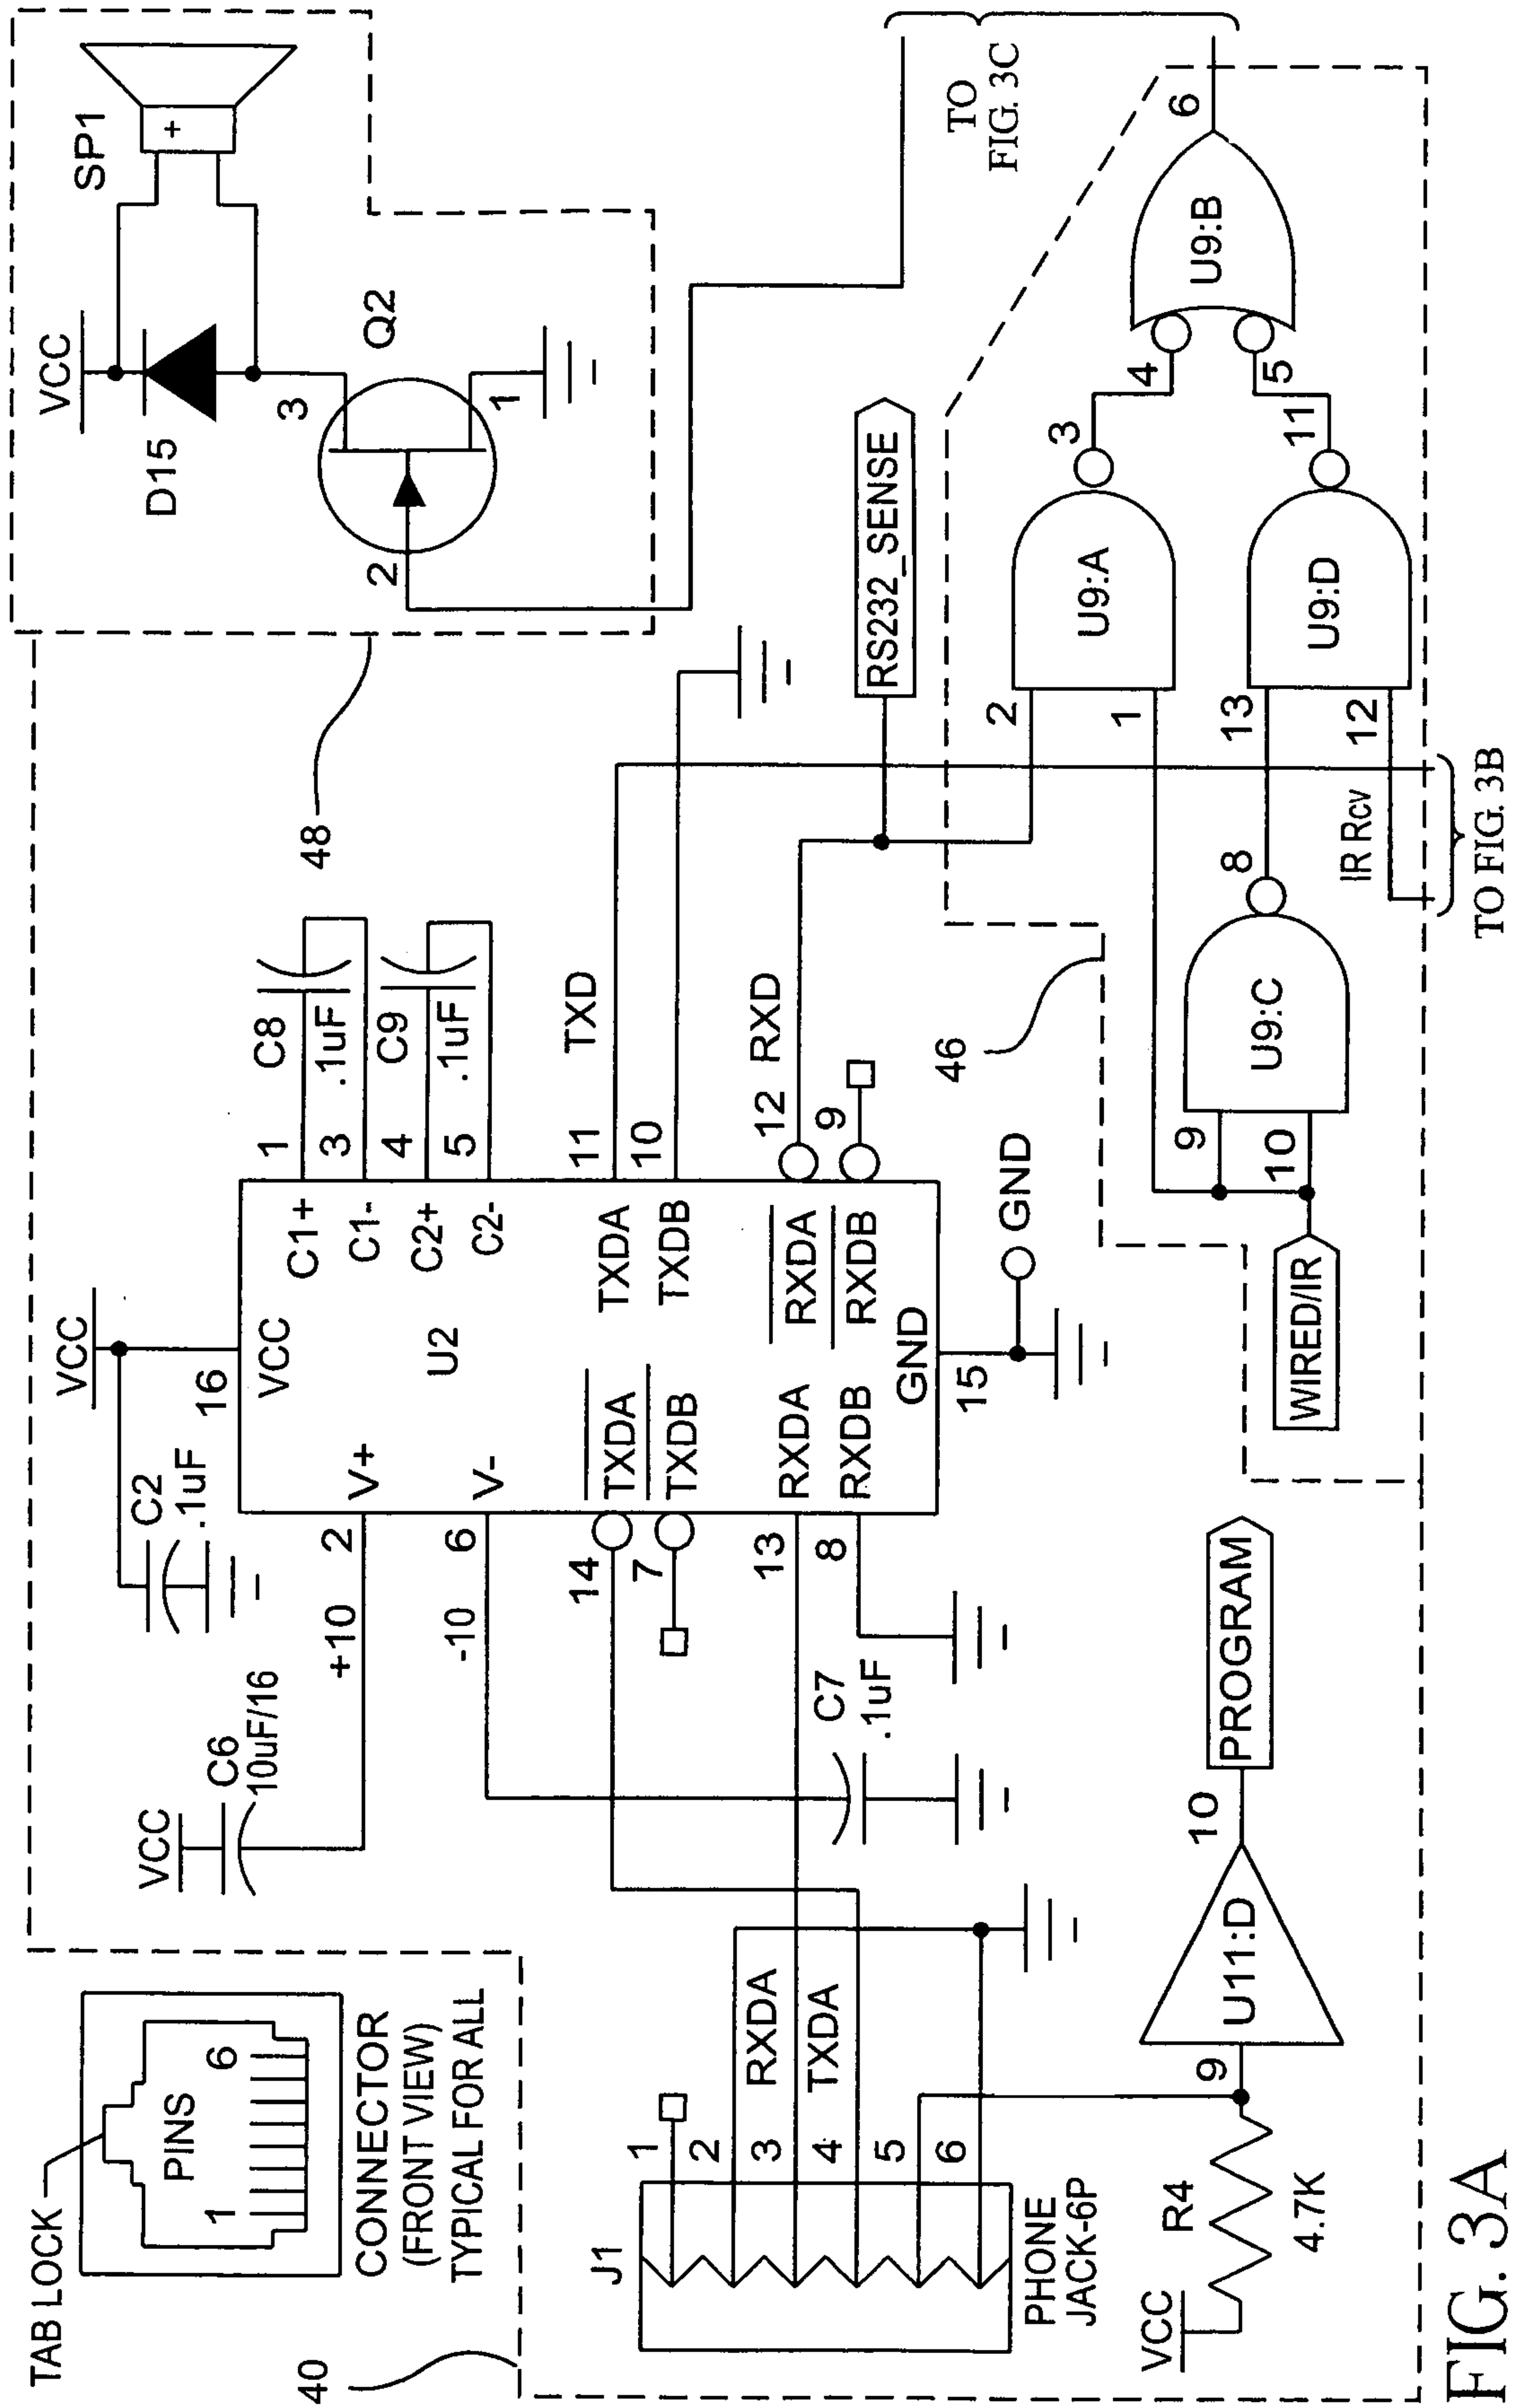 TAB LOCK
PINS
1
6
CONNECTOR
(FRONT VIEW)
TYPICAL FOR ALL
40
VCC
C6
10uF/16
+10
2
-10
6
VCC
C2
.1uF
16
VCC
V+
V-
U2
C1+
C1-
C2+
C2-
1
3
4
5
C8
.1uF
C9
.1uF
48
VCC
D15
SP1
+
3
Q2
2
1
14
7
13
8
TXDA
TXDB
RXDA
RXDB
GND
15
TXDA
TXDB
RXDA
RXDB
11
10
12
9
TXD
RXD
GND
RS232_SENSE
TO
FIG. 3C
J1
1
2
3
4
5
6
RXDA
TXDA
PHONE
JACK-6P
C7
.1uF
VCC
R4
4.7K
9
U11:D
10
PROGRAM
46
WIRED/IR
9
10
U9:C
8
2
1
U9:A
3
13
12
U9:D
11
4
5
U9:B
6
IR Rcv
TO FIG. 3B
FIG. 3A